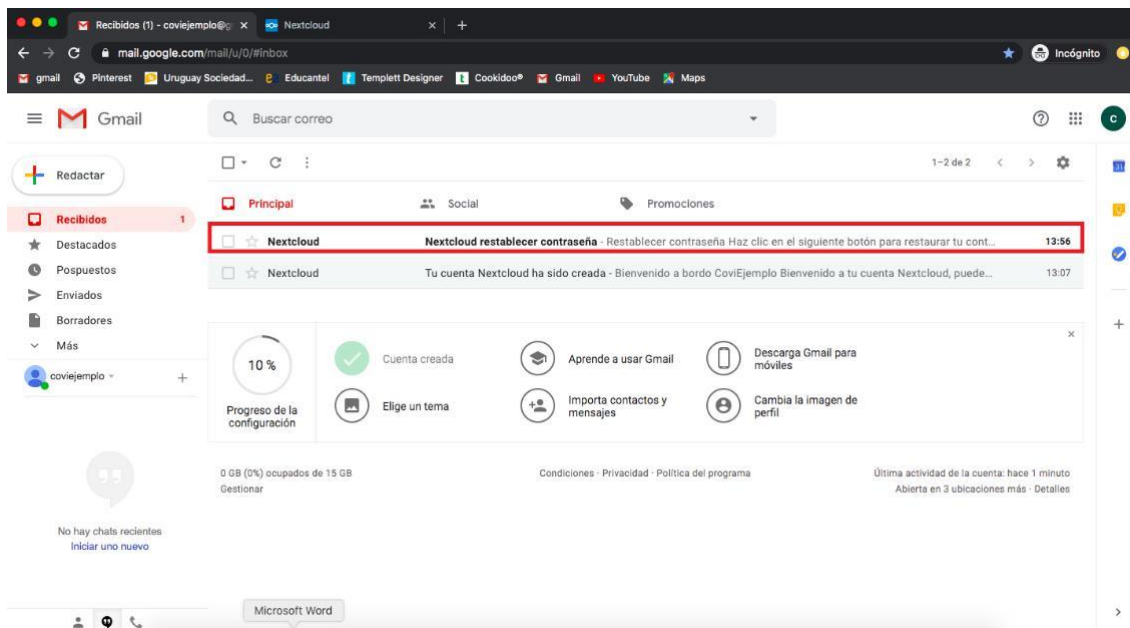 Recibidos (1) - coviejemplo@g
Nextcloud
mail.google.com/mail/u/0/#inbox
Incógnito
gmail Pinterest Uruguay Sociedad... Educantel Templett Designer Cookidoo® Gmail YouTube Maps
Gmail
Buscar correo
C
Redactar
1–2 de 2
31
Principal Social Promociones
Recibidos 1
Nextcloud Nextcloud restablecer contraseña - Restablecer contraseña Haz clic en el siguiente botón para restaurar tu cont... 13:56
Destacados
Nextcloud Tu cuenta Nextcloud ha sido creada - Bienvenido a bordo CoviEjemplo Bienvenido a tu cuenta Nextcloud, puede... 13:07
Pospuestos
Enviados
Borradores
Más
coviejemplo
10 %
Progreso de la
configuración
Cuenta creada
Aprende a usar Gmail
Descarga Gmail para
móviles
Elige un tema
Importa contactos y
mensajes
Cambia la imagen de
perfil
0 GB (0%) ocupados de 15 GB
Gestionar
Condiciones · Privacidad · Política del programa
Última actividad de la cuenta: hace 1 minuto
Abierta en 3 ubicaciones más · Detalles
No hay chats recientes
Iniciar uno nuevo
Microsoft Word